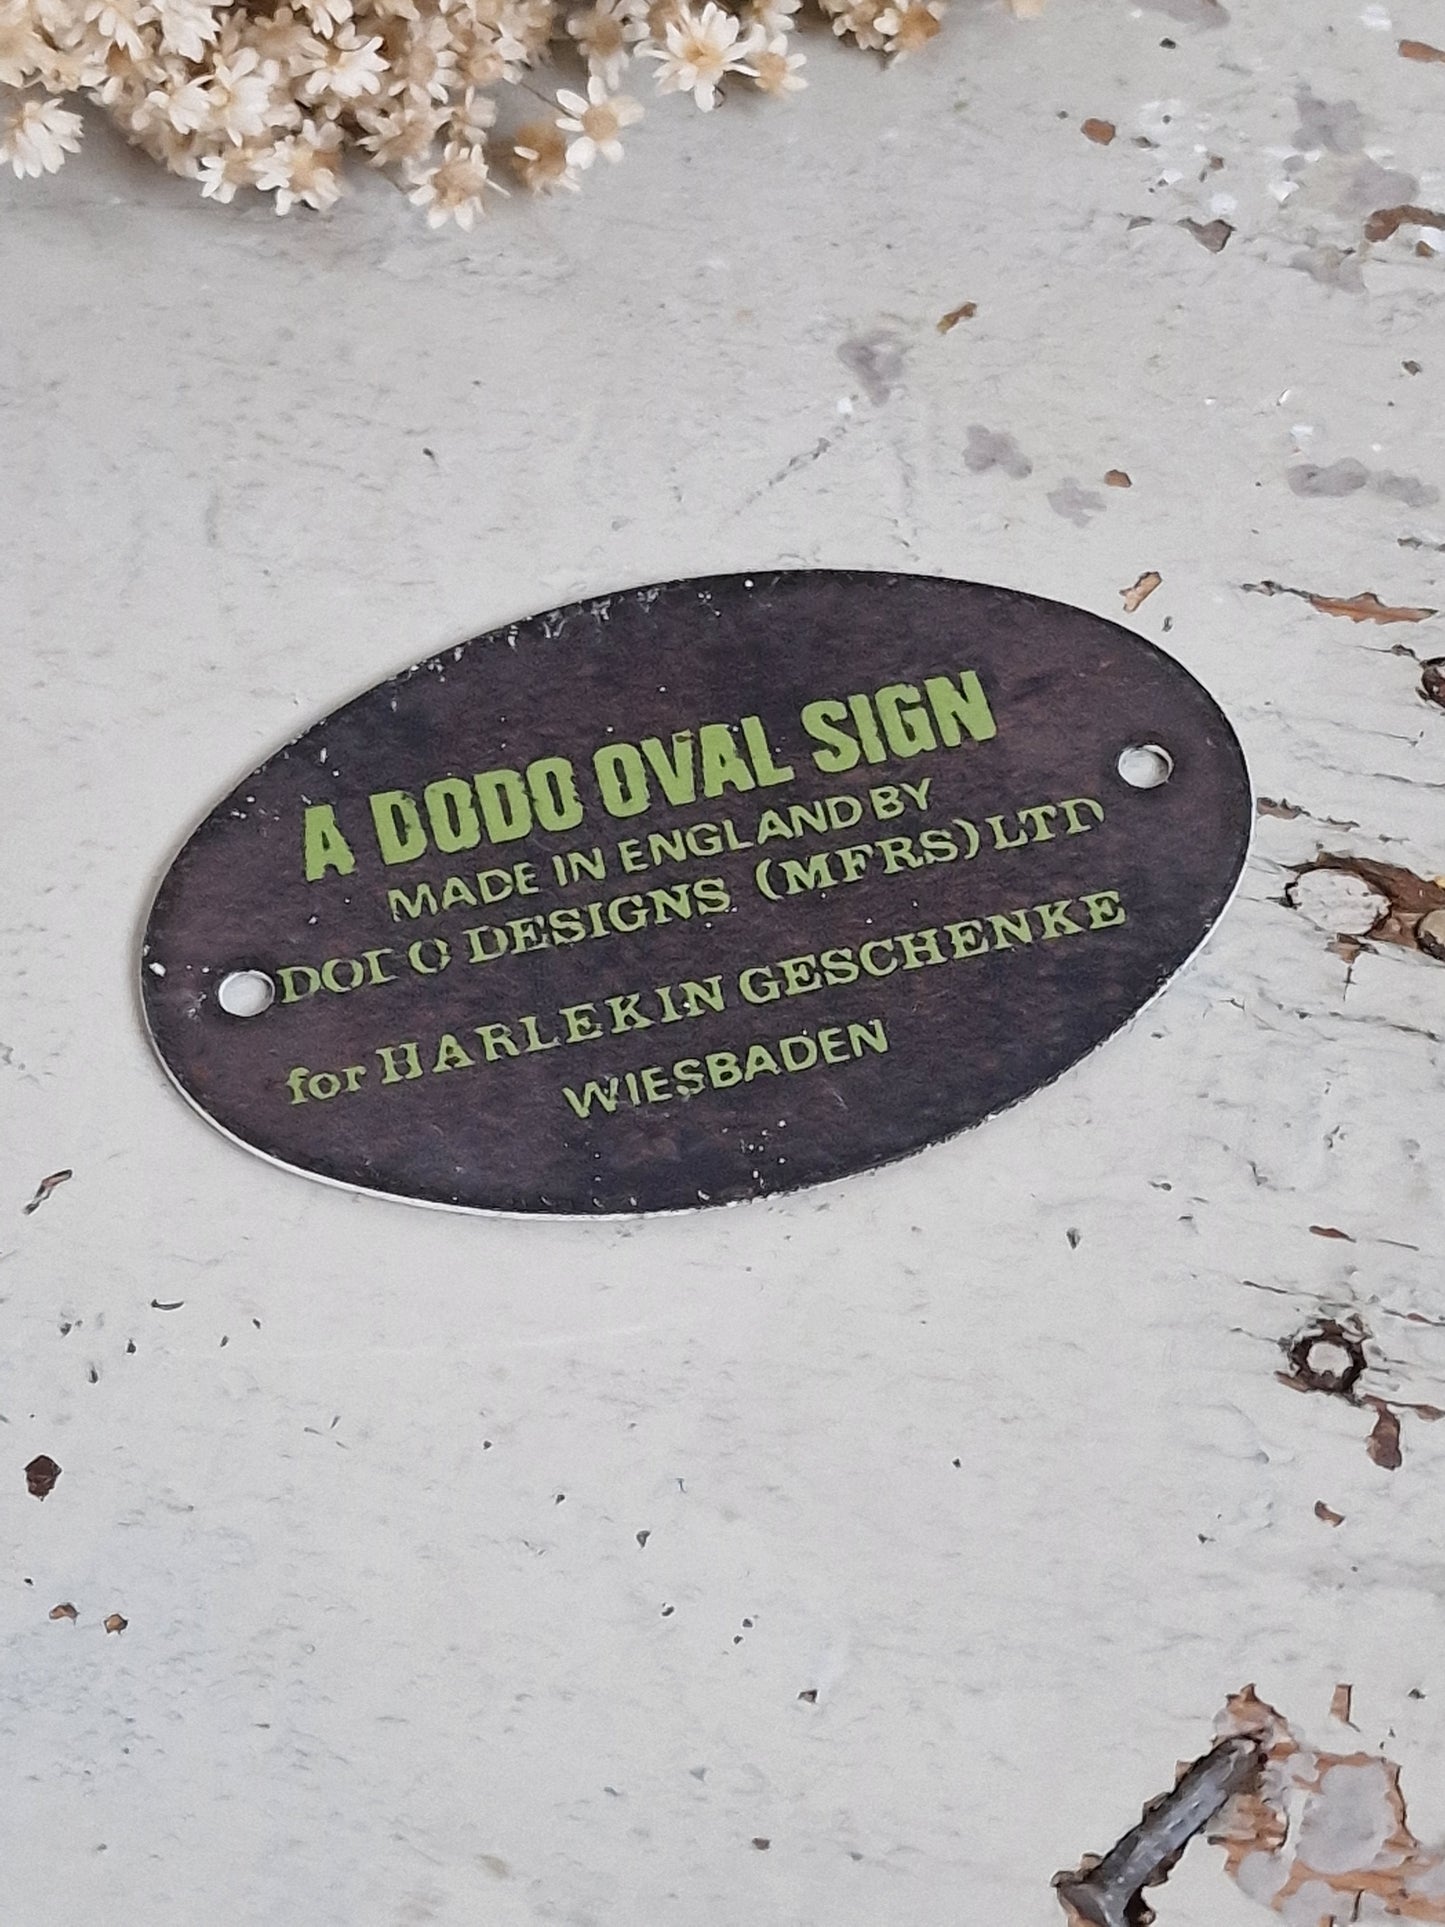 A DODO OVAL SIGN
MADE IN ENGLAND BY
DODO DESIGNS (MFRS) LTD
for HARLEKIN GESCHENKE
WIESBADEN